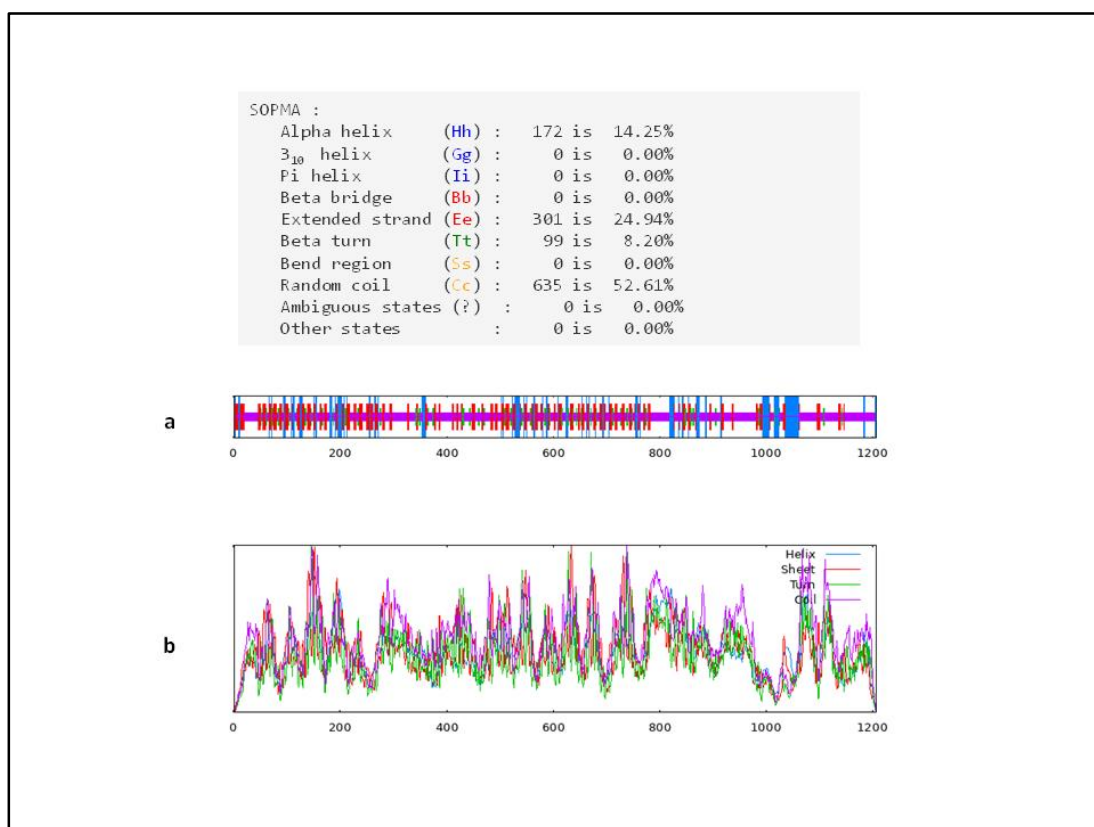 SOPMA :
Alpha helix (Hh) : 172 is 14.25%
3₁₀ helix (Gg) : 0 is 0.00%
Pi helix (Ii) : 0 is 0.00%
Beta bridge (Bb) : 0 is 0.00%
Extended strand (Ee) : 301 is 24.94%
Beta turn (Tt) : 99 is 8.20%
Bend region (Ss) : 0 is 0.00%
Random coil (Cc) : 635 is 52.61%
Ambiguous states (?) : 0 is 0.00%
Other states : 0 is 0.00%
a
0 200 400 600 800 1000 1200
Helix
Sheet
Turn
Coil
b
0 200 400 600 800 1000 1200